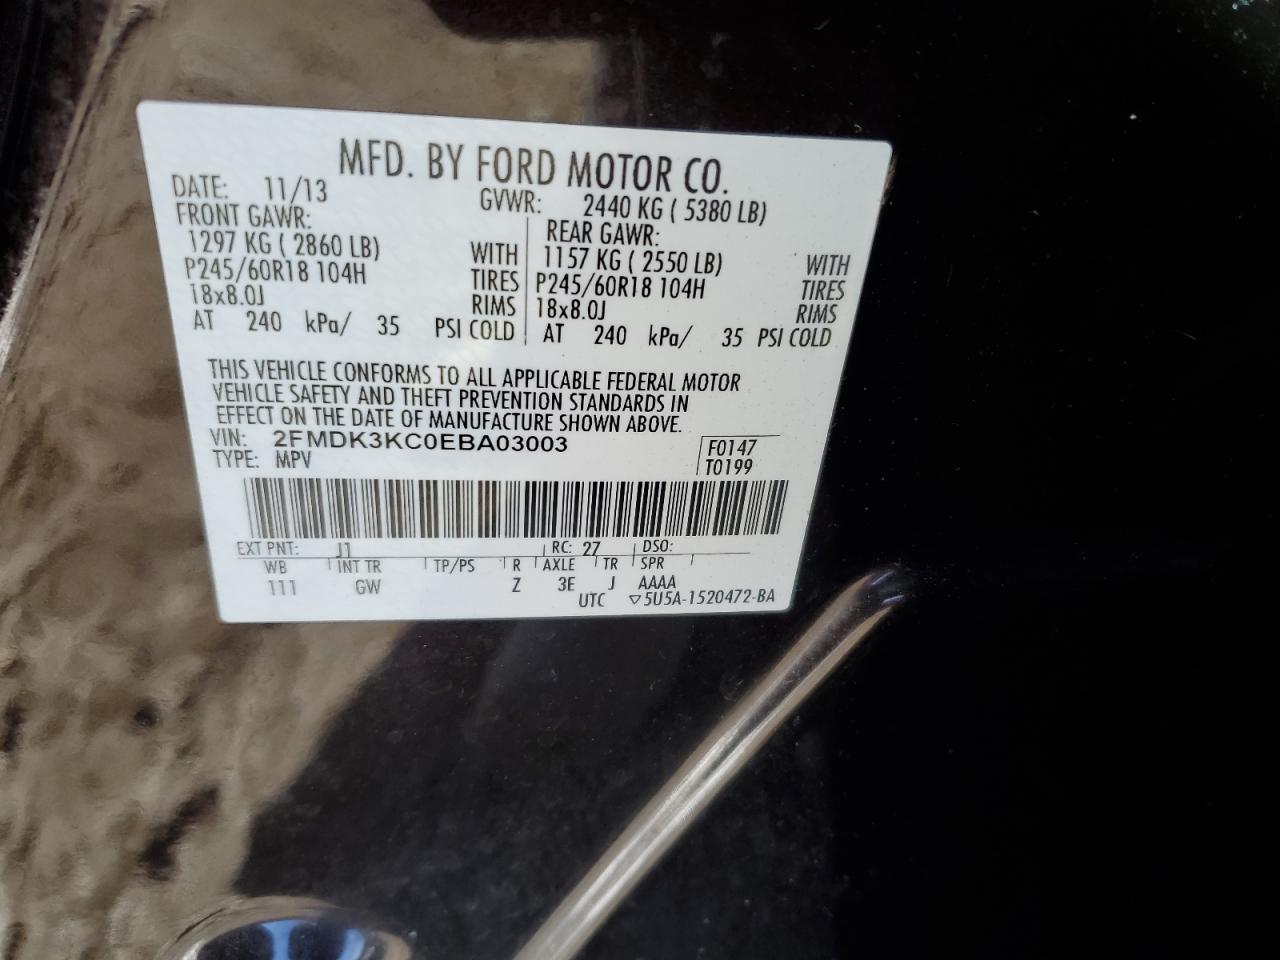 MFD. BY FORD MOTOR CO.
DATE: 11/13 GVWR: 2440 KG ( 5380 LB)
FRONT GAWR: REAR GAWR:
1297 KG ( 2860 LB) WITH 1157 KG ( 2550 LB) WITH
P245/60R18 104H TIRES P245/60R18 104H TIRES
18x8.0J RIMS 18x8.0J RIMS
AT 240 kPa/ 35 PSI COLD AT 240 kPa/ 35 PSI COLD
THIS VEHICLE CONFORMS TO ALL APPLICABLE FEDERAL MOTOR
VEHICLE SAFETY AND THEFT PREVENTION STANDARDS IN
EFFECT ON THE DATE OF MANUFACTURE SHOWN ABOVE.
VIN: 2FMDK3KC0EBA03003 F0147
TYPE: MPV T0199
EXT PNT: J1 RC: 27 DSO:
WB INT TR TP/PS R AXLE TR SPR
111 GW Z 3E J AAAA
UTC ▽5U5A-1520472-BA